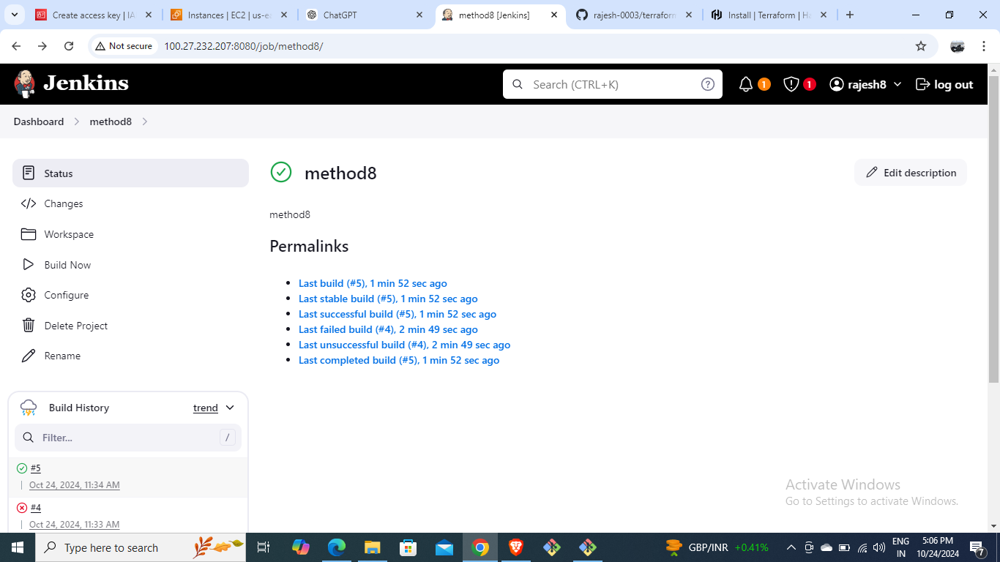 Create access key | IA
Instances | EC2 | us-ea
ChatGPT
method8 [Jenkins]
rajesh-0003/terraform
Install | Terraform | Ha
Not secure
100.27.232.207:8080/job/method8/
Jenkins
Search (CTRL+K)
?
1
1
rajesh8
log out
Dashboard
method8
Status
Changes
Workspace
Build Now
Configure
Delete Project
Rename
method8
Edit description
method8
Permalinks
Last build (#5), 1 min 52 sec ago
Last stable build (#5), 1 min 52 sec ago
Last successful build (#5), 1 min 52 sec ago
Last failed build (#4), 2 min 49 sec ago
Last unsuccessful build (#4), 2 min 49 sec ago
Last completed build (#5), 1 min 52 sec ago
Build History
trend
Filter...
/
#5
Oct 24, 2024, 11:34 AM
#4
Oct 24, 2024, 11:33 AM
Activate Windows
Go to Settings to activate Windows.
Type here to search
GBP/INR +0.41%
ENG
IN
5:06 PM
10/24/2024
7